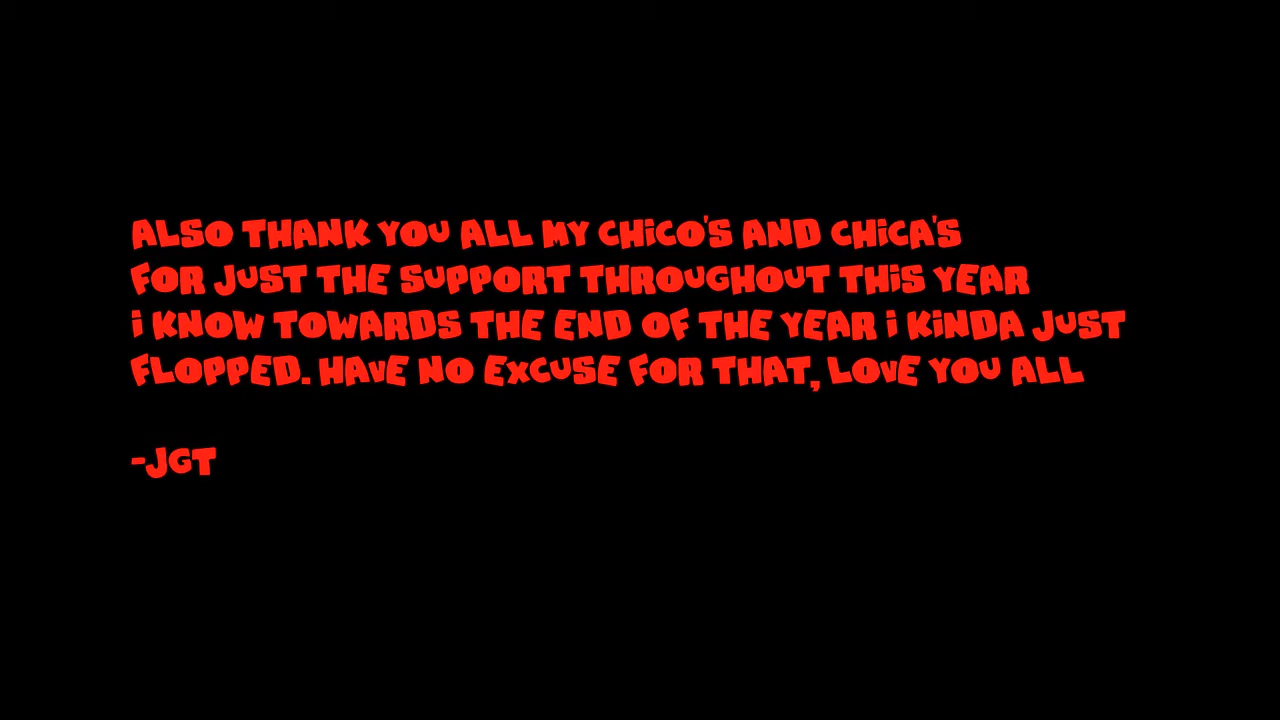 ALSO THANK YOU ALL MY CHiCO'S AND CHiCA'S
FOR JUST THE SUPPORT THROUGHOUT THiS YEAR
i KNOW TOWARDS THE END OF THE YEAR i KiNDA JUST
FLOPPED. HAVE NO EXCUSE FOR THAT, LOVE YOU ALL
-JGT